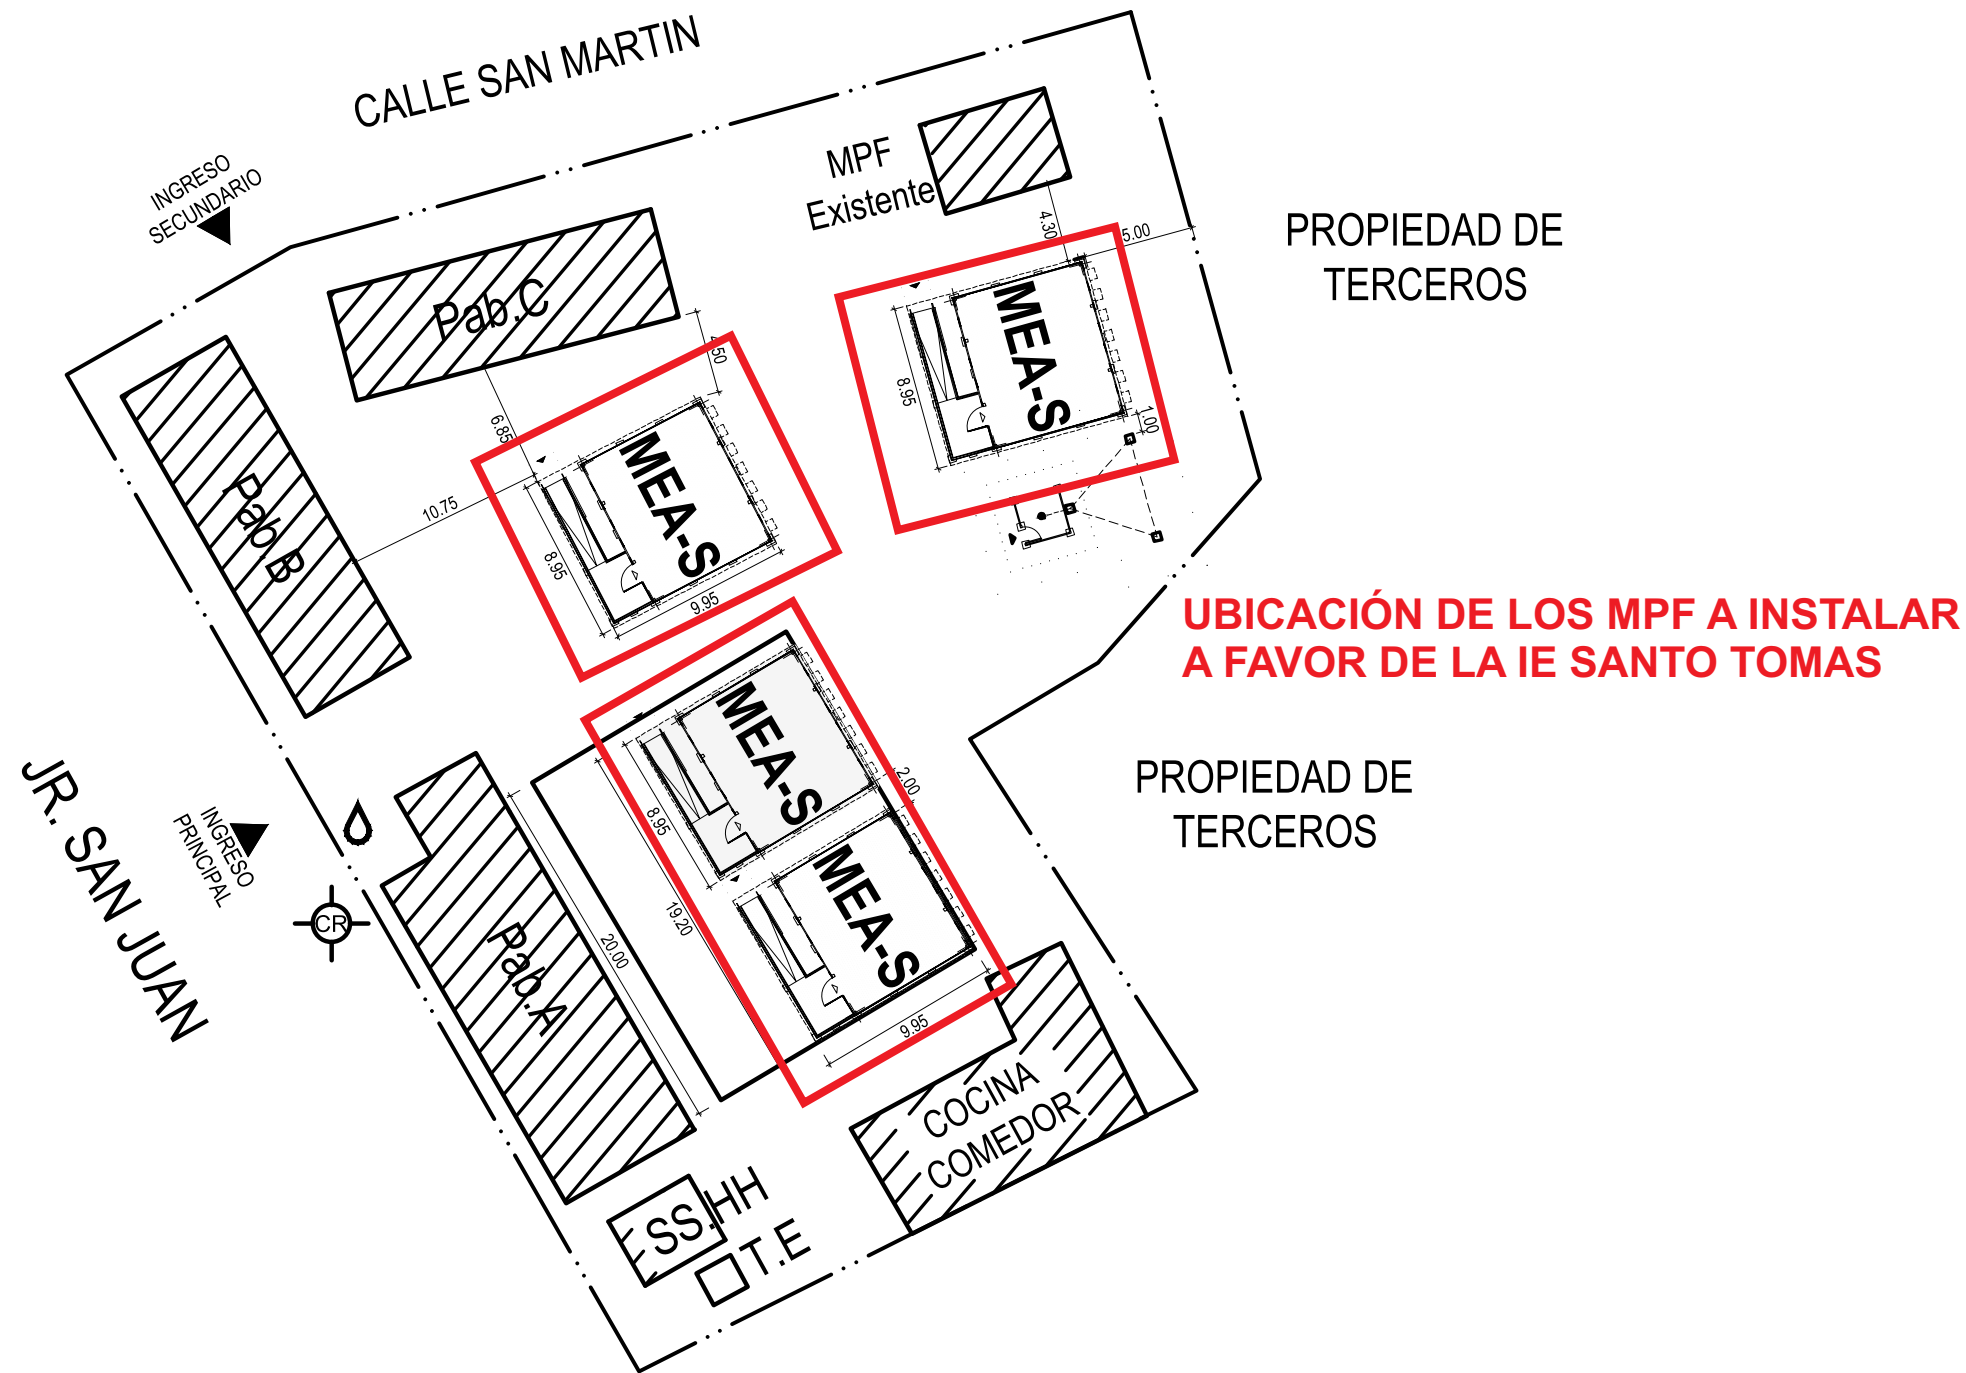 CALLE SAN MARTIN
INGRESO
SECUNDARIO
MPF
Existente
4.30
5.00
PROPIEDAD DE
TERCEROS
Pab.C
4.50
MEA-S
8.95
1.00
6.85
10.75
Pab.B
MEA-S
8.95
9.95
UBICACIÓN DE LOS MPF A INSTALAR
A FAVOR DE LA IE SANTO TOMAS
PROPIEDAD DE
TERCEROS
MEA-S
8.95
2.00
MEA-S
19.20
20.00
9.95
JR. SAN JUAN
INGRESO
PRINCIPAL
CR
Pab.A
COCINA
COMEDOR
SS.HH
T.E